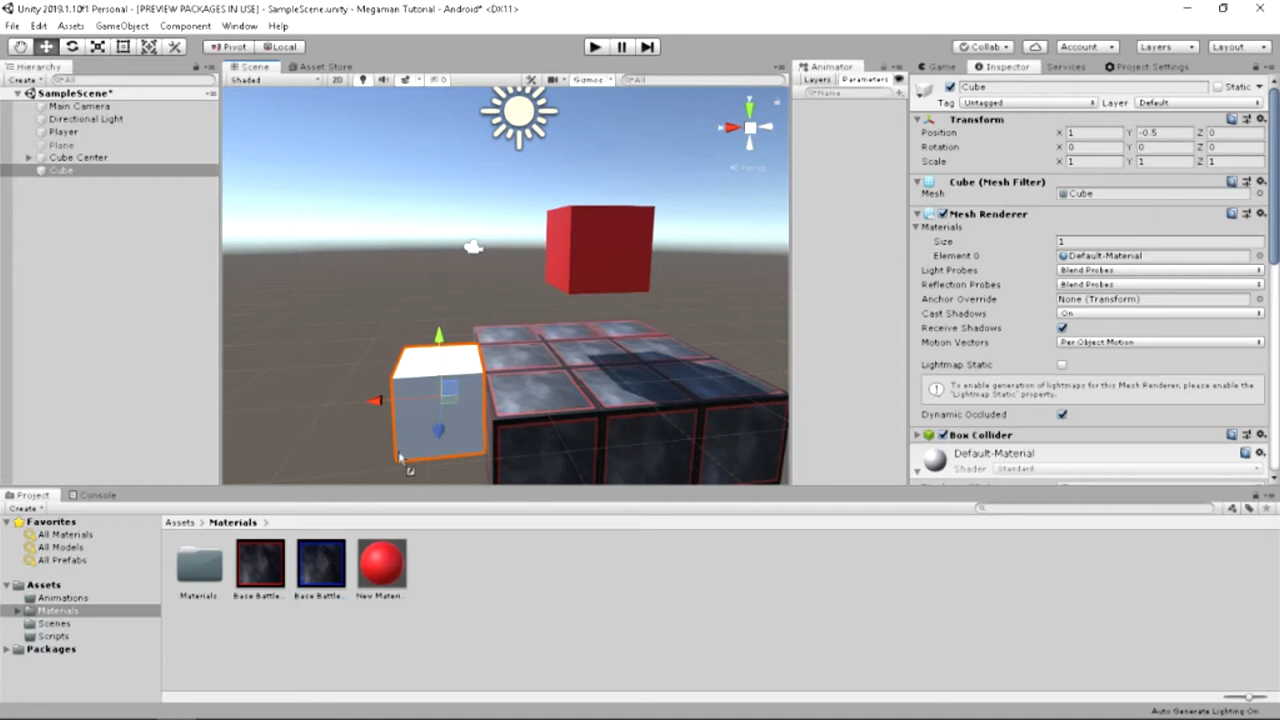 Unity 2019.1.10f1 Personal - [PREVIEW PACKAGES IN USE] - SampleScene.unity - Megaman Tutorial - Android* <DX11>
File Edit Assets GameObject Component Window Help
Pivot Local Collab Account Layers Layout
Hierarchy Scene Asset Store Animator Game Inspector Services Project Settings
Create All Shaded 2D 0 Gizmos All Layers Parameters Cube Static
SampleScene* Name Tag Untagged Layer Default
Main Camera
Directional Light
Player
Plane
Cube Center
Cube
y
x
Persp
Transform
Position X 1 Y -0.5 Z 0
Rotation X 0 Y 0 Z 0
Scale X 1 Y 1 Z 1
Cube (Mesh Filter)
Mesh Cube
Mesh Renderer
Materials
Size 1
Element 0 Default-Material
Light Probes Blend Probes
Reflection Probes Blend Probes
Anchor Override None (Transform)
Cast Shadows On
Receive Shadows
Motion Vectors Per Object Motion
Lightmap Static
To enable generation of lightmaps for this Mesh Renderer, please enable the
'Lightmap Static' property.
Dynamic Occluded
Box Collider
Default-Material
Shader Standard
Project Console
Create
Favorites
All Materials
All Models
All Prefabs
Assets
Animations
Materials
Scenes
Scripts
Packages
Assets > Materials >
Materials Base Battle... Base Battle... New Materi...
Auto Generate Lighting On